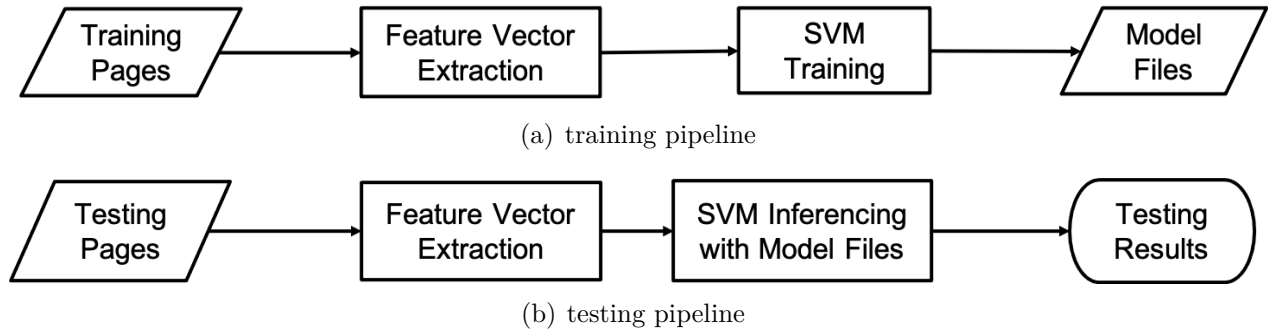 Training
Pages
Feature Vector
Extraction
SVM
Training
Model
Files
(a) training pipeline
Testing
Pages
Feature Vector
Extraction
SVM Inferencing
with Model Files
Testing
Results
(b) testing pipeline